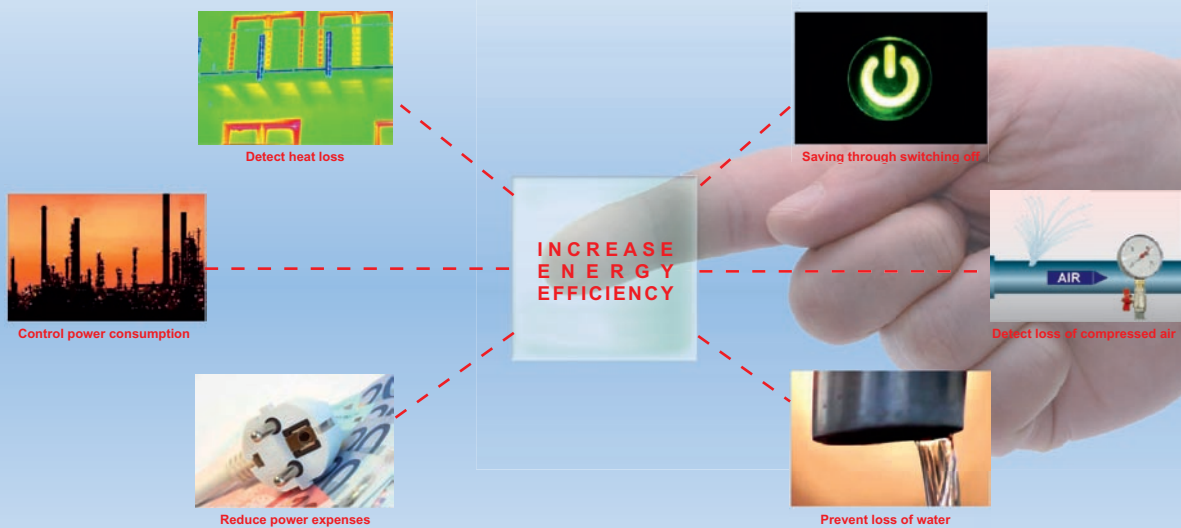 Detect heat loss
Saving through switching off
INCREASE
ENERGY
EFFICIENCY
AIR
Control power consumption
Detect loss of compressed air
Reduce power expenses
Prevent loss of water